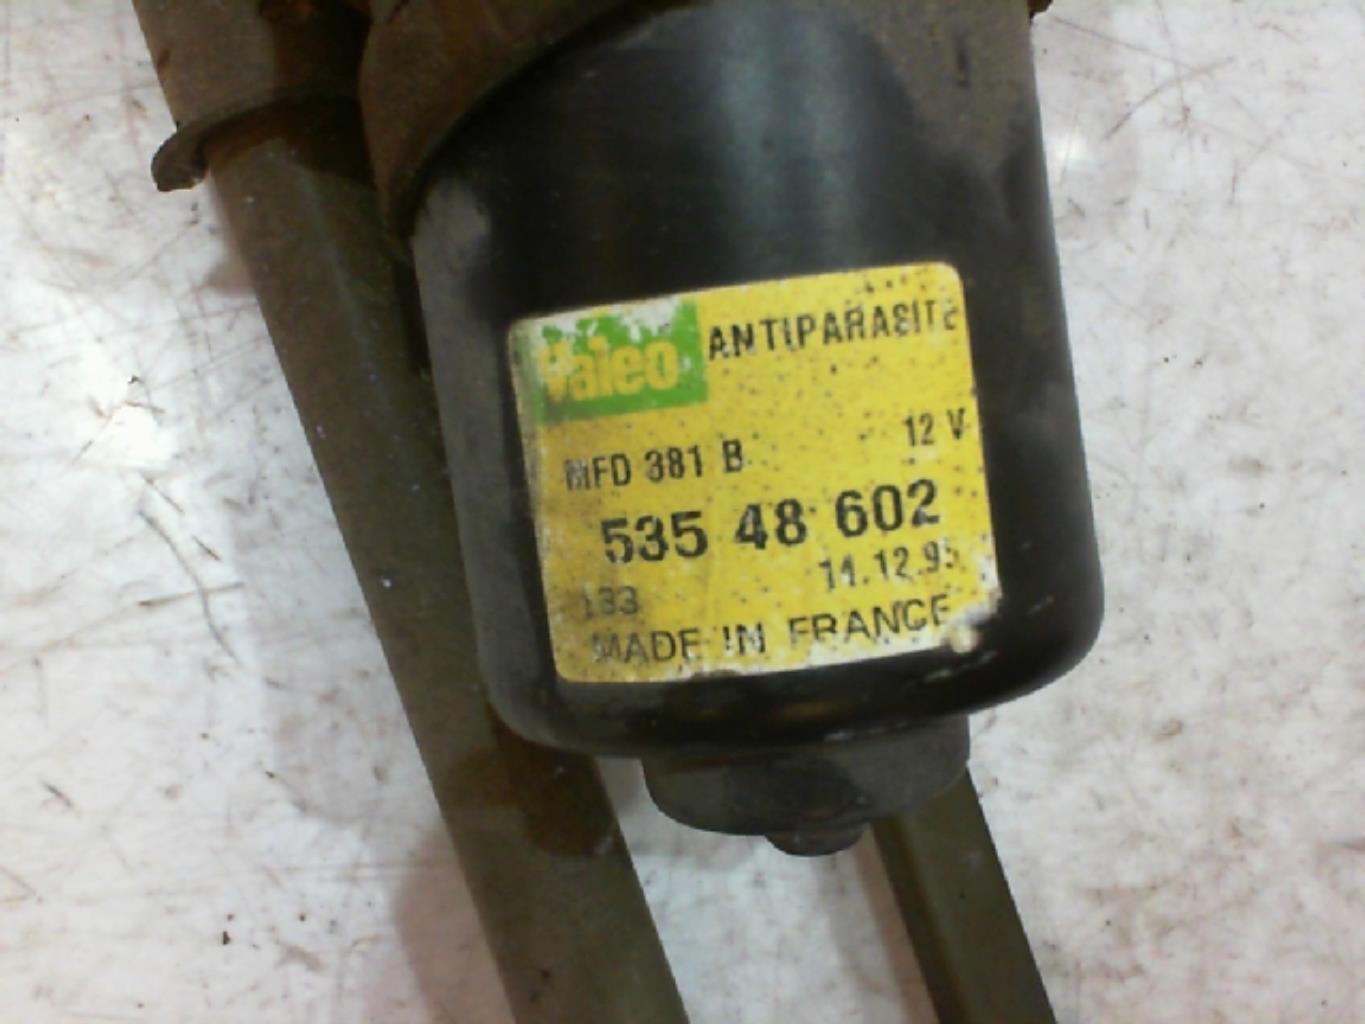 Valeo ANTIPARASITE
MFD 381 B 12 V
535 48 602
133 14.12.95
MADE IN FRANCE